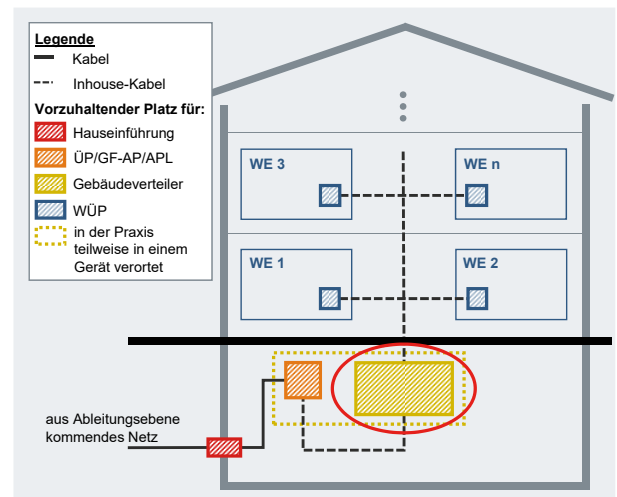 Legende
Kabel
Inhouse-Kabel
Vorzuhaltender Platz für:
Hauseinführung
ÜP/GF-AP/APL
Gebäudeverteiler
WÜP
in der Praxis
teilweise in einem
Gerät verortet
WE 3
WE n
WE 1
WE 2
aus Ableitungsebene
kommendes Netz